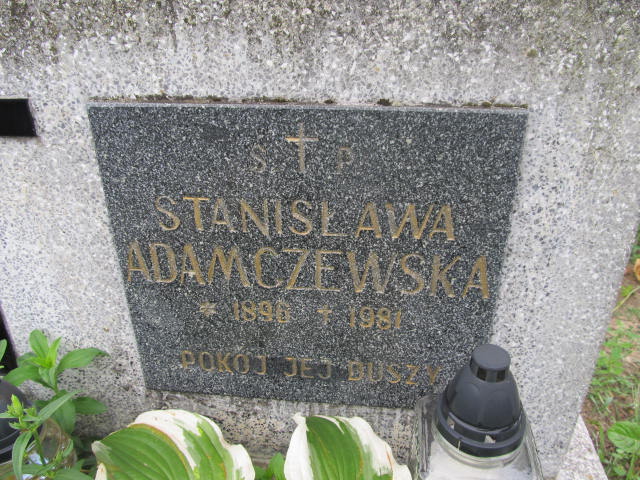 Ś † P
STANISŁAWA
ADAMCZEWSKA
* 1896 † 1981
POKÓJ JEJ DUSZY